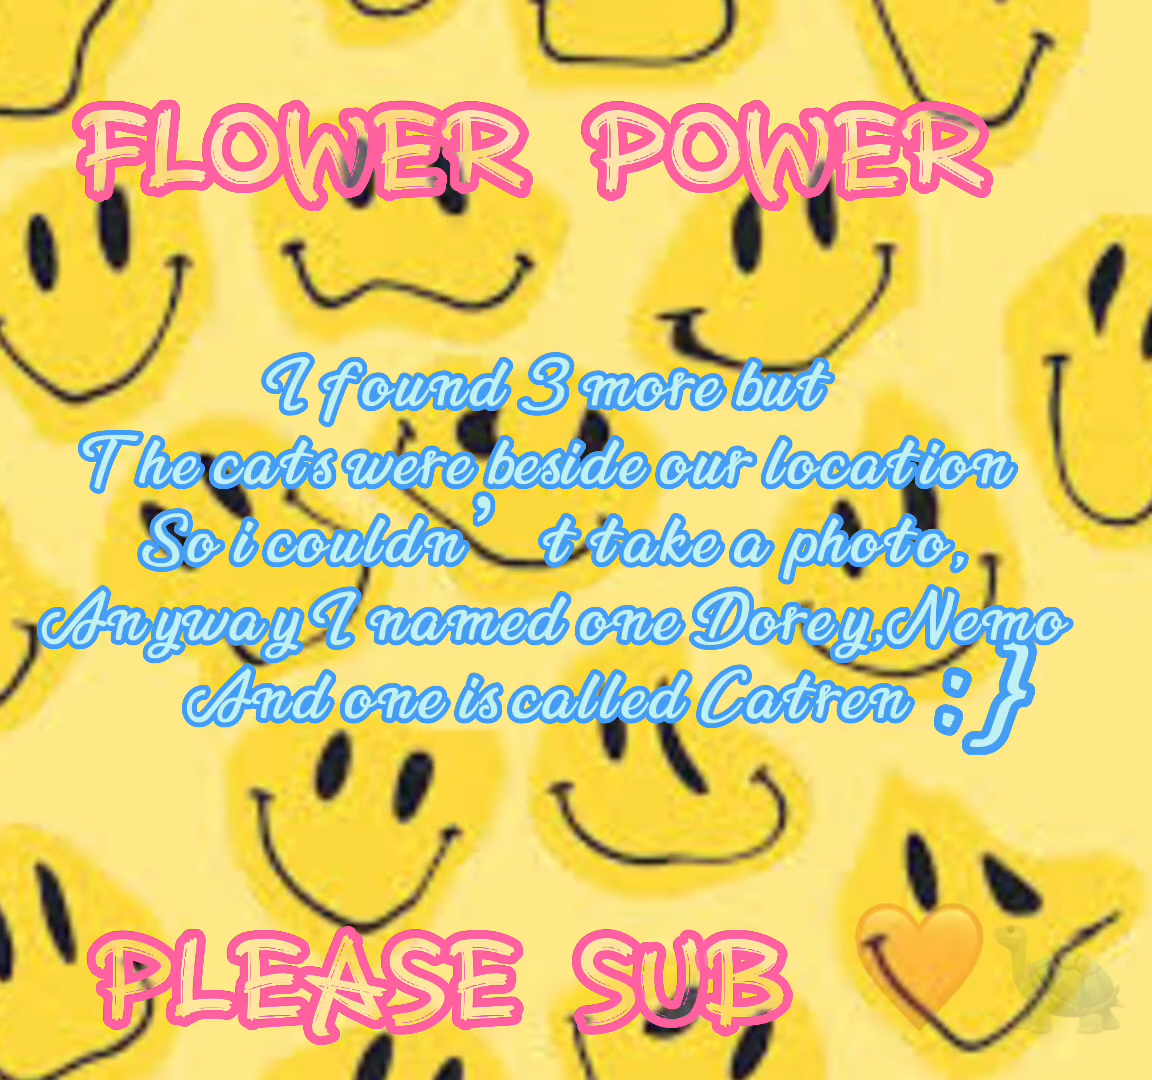 FLOWER POWER
I found 3 more but
The cats were beside our location
So i couldn't take a photo,
Anyway I named one Dorey,Nemo
And one is called Catren :}
PLEASE SUB 🧡🐢